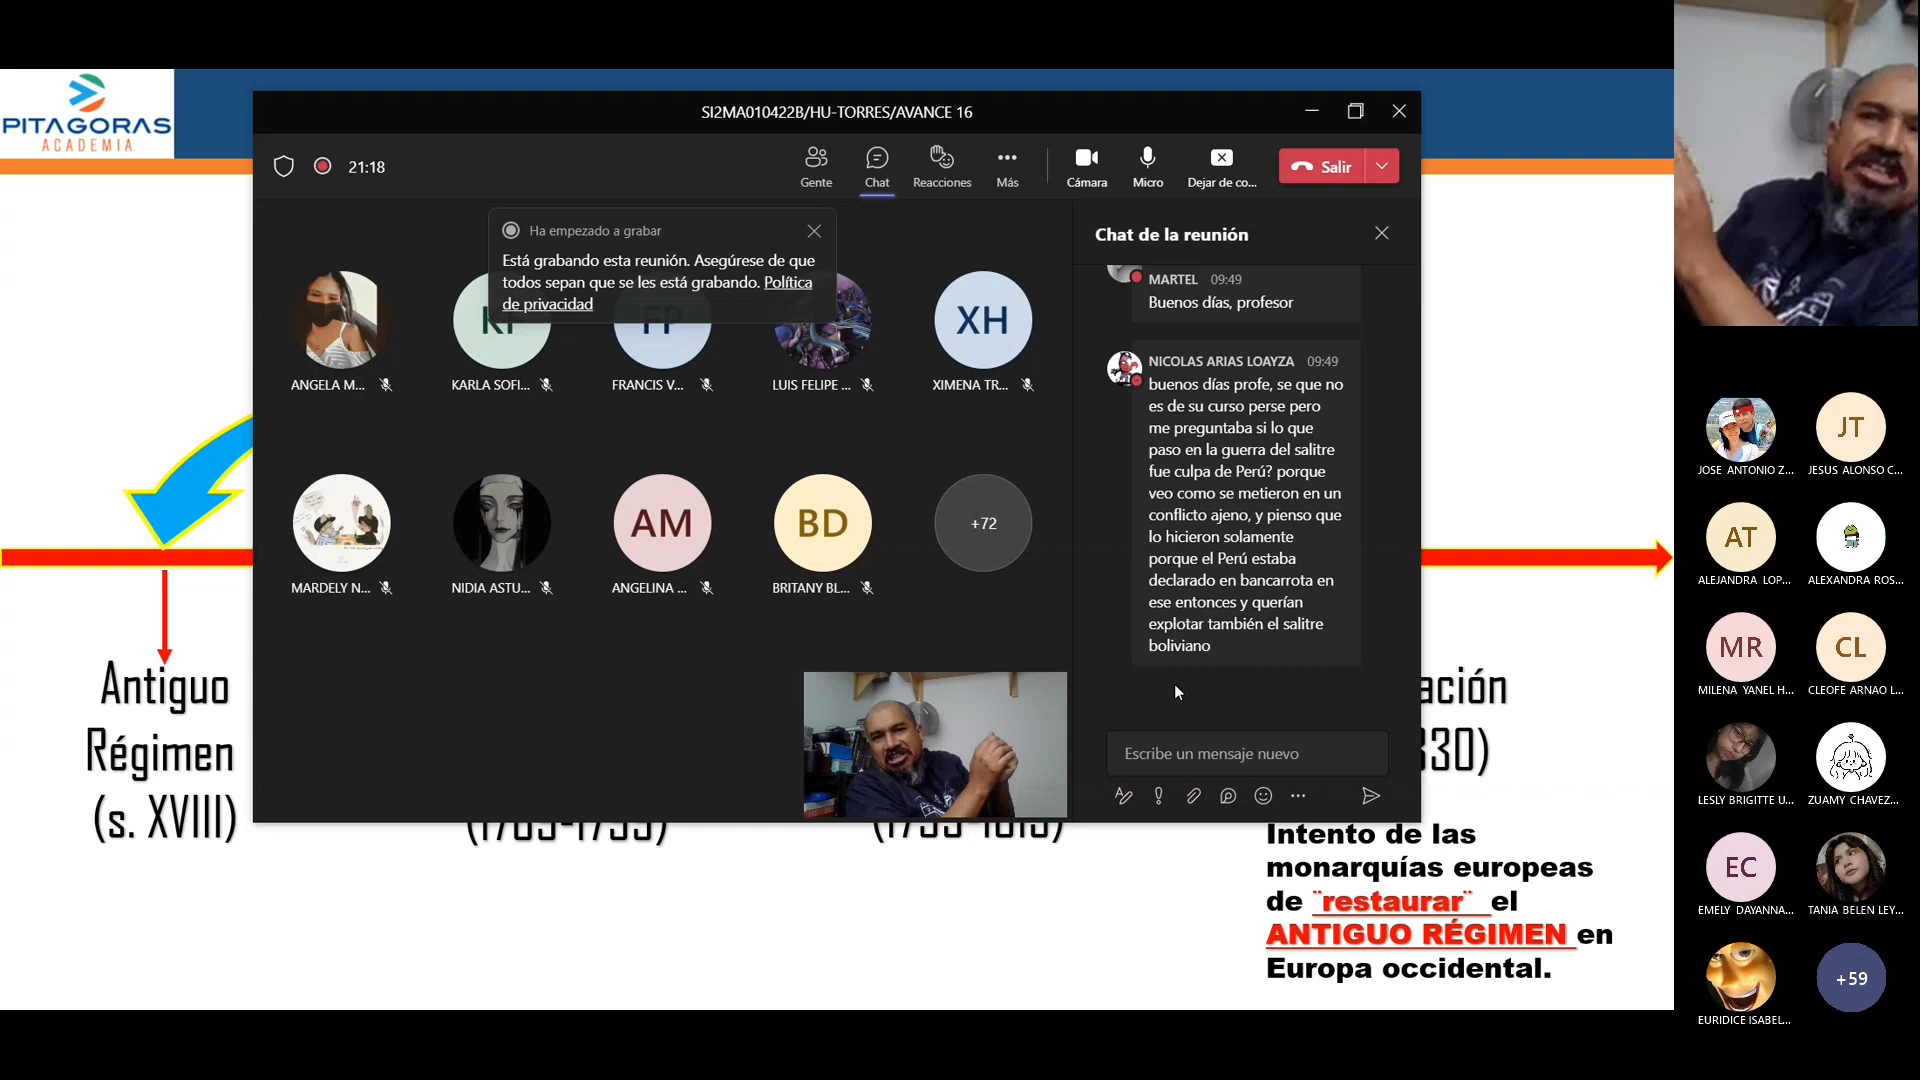 PITAGORAS
ACADEMIA
SI2MA010422B/HU-TORRES/AVANCE 16
21:18
Gente
Chat
Reacciones
Más
Cámara
Micro
Dejar de co...
Salir
Ha empezado a grabar
Está grabando esta reunión. Asegúrese de que
todos sepan que se les está grabando. Política
de privacidad
XH
ANGELA M...
KARLA SOFI...
FRANCIS V...
LUIS FELIPE ...
XIMENA TR...
AM
BD
+72
MARDELY N...
NIDIA ASTU...
ANGELINA ...
BRITANY BL...
Chat de la reunión
MARTEL 09:49
Buenos días, profesor
NICOLAS ARIAS LOAYZA 09:49
buenos días profe, se que no
es de su curso perse pero
me preguntaba si lo que
paso en la guerra del salitre
fue culpa de Perú? porque
veo como se metieron en un
conflicto ajeno, y pienso que
lo hicieron solamente
porque el Perú estaba
declarado en bancarrota en
ese entonces y querían
explotar también el salitre
boliviano
Escribe un mensaje nuevo
Antiguo
Régimen
(s. XVIII)
ación
830)
Intento de las
monarquías europeas
de ¨restaurar¨ el
ANTIGUO RÉGIMEN en
Europa occidental.
JT
JOSE ANTONIO Z...
JESUS ALONSO C...
AT
ALEJANDRA LOP...
ALEXANDRA ROS...
MR
CL
MILENA YANEL H...
CLEOFE ARNAO L...
LESLY BRIGITTE U...
ZUAMY CHAVEZ...
EC
EMELY DAYANNA...
TANIA BELEN LEY...
+59
EURIDICE ISABEL...